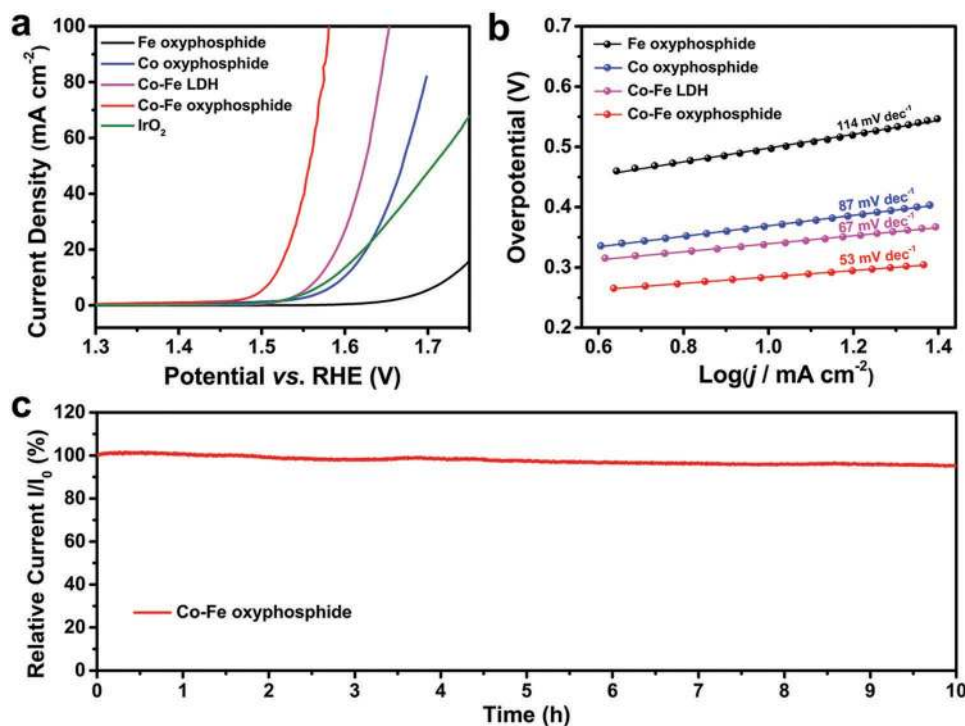 a
100
80
60
40
20
0
Current Density (mA cm⁻²)
Fe oxyphosphide
Co oxyphosphide
Co-Fe LDH
Co-Fe oxyphosphide
IrO₂
1.3 1.4 1.5 1.6 1.7
Potential vs. RHE (V)
b
0.7
0.6
0.5
0.4
0.3
0.2
Overpotential (V)
Fe oxyphosphide
Co oxyphosphide
Co-Fe LDH
Co-Fe oxyphosphide
114 mV dec⁻¹
87 mV dec⁻¹
67 mV dec⁻¹
53 mV dec⁻¹
0.6 0.8 1.0 1.2 1.4
Log(j / mA cm⁻²)
c
120
100
80
60
40
20
0
Relative Current I/I₀ (%)
Co-Fe oxyphosphide
0 1 2 3 4 5 6 7 8 9 10
Time (h)